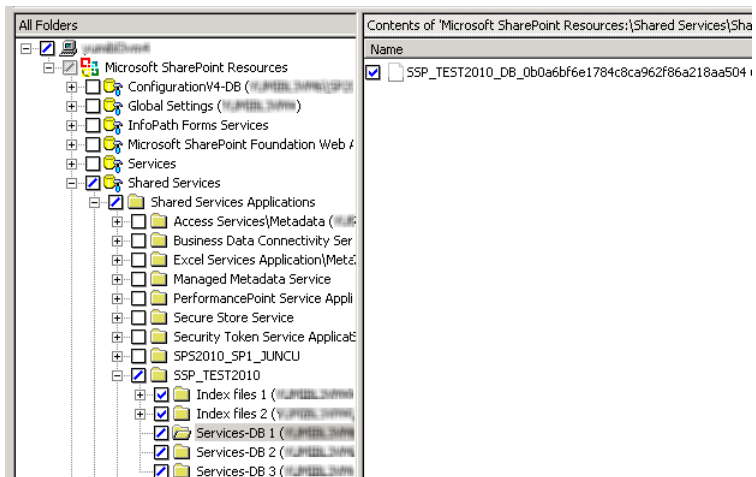 All Folders
Contents of 'Microsoft SharePoint Resources:\Shared Services\Sha
Name
Microsoft SharePoint Resources
SSP_TEST2010_DB_0b0a6bf6e1784c8ca962f86a218aa504
ConfigurationV4-DB (
Global Settings (
InfoPath Forms Services
Microsoft SharePoint Foundation Web
Services
Shared Services
Shared Services Applications
Access Services\Metadata (
Business Data Connectivity Ser
Excel Services Application\Meta
Managed Metadata Service
PerformancePoint Service Appli
Secure Store Service
Security Token Service Applicat
SPS2010_SP1_JUNCU
SSP_TEST2010
Index files 1 (
Index files 2 (
Services-DB 1 (
Services-DB 2 (
Services-DB 3 (